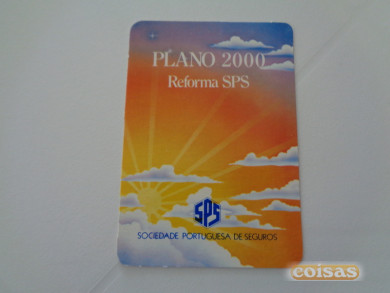 PLANO 2000
Reforma SPS
SPS
SOCIEDADE PORTUGUESA DE SEGUROS
coisas